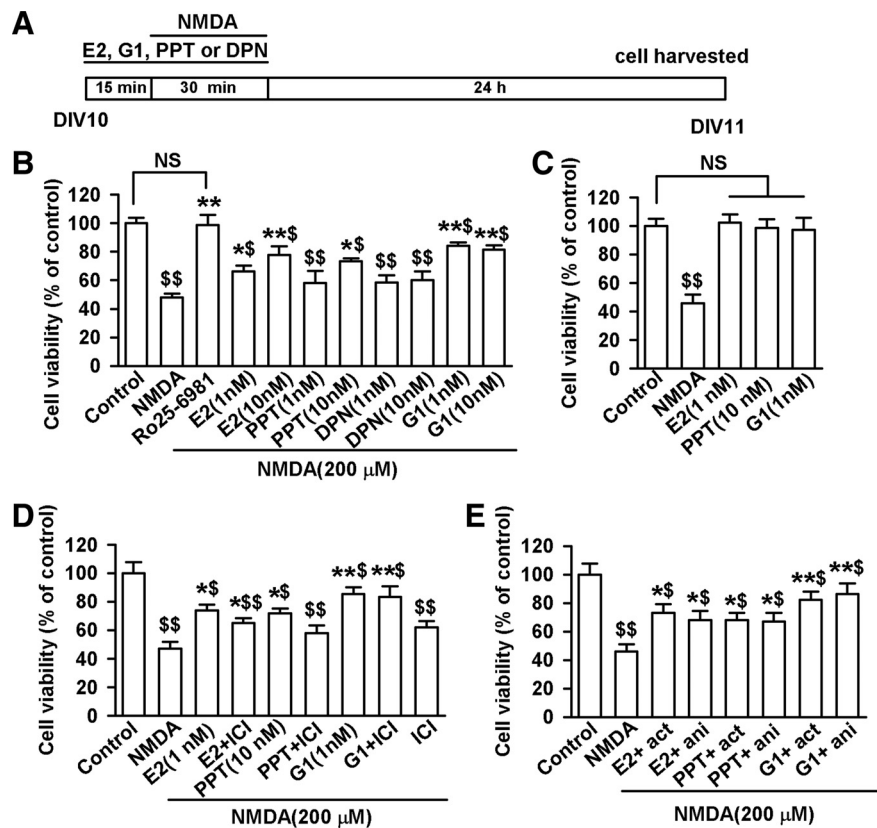 A
NMDA
E2, G1, PPT or DPN
cell harvested
15 min
30 min
24 h
DIV10
DIV11
B
NS
Cell viability (% of control)
120
100
80
60
40
20
0
$$
**
*$
**$
$$
*$
$$
$$
**$
**$
Control
NMDA
Ro25-6981
E2(1nM)
E2(10nM)
PPT(1nM)
PPT(10nM)
DPN(1nM)
DPN(10nM)
G1(1nM)
G1(10nM)
NMDA(200 μM)
C
NS
Cell viability (% of control)
120
100
80
60
40
20
0
$$
Control
NMDA
E2(1 nM)
PPT(10 nM)
G1(1nM)
D
Cell viability (% of control)
120
100
80
60
40
20
0
$$
*$
*$$
*$
$$
**$
**$
$$
Control
NMDA
E2(1 nM)
E2+ICI
PPT(10 nM)
PPT+ICI
G1(1nM)
G1+ICI
ICI
NMDA(200 μM)
E
Cell viability (% of control)
120
100
80
60
40
20
0
$$
*$
*$
*$
*$
**$
**$
Control
NMDA
E2+ act
E2+ ani
PPT+ act
PPT+ ani
G1+ act
G1+ ani
NMDA(200 μM)